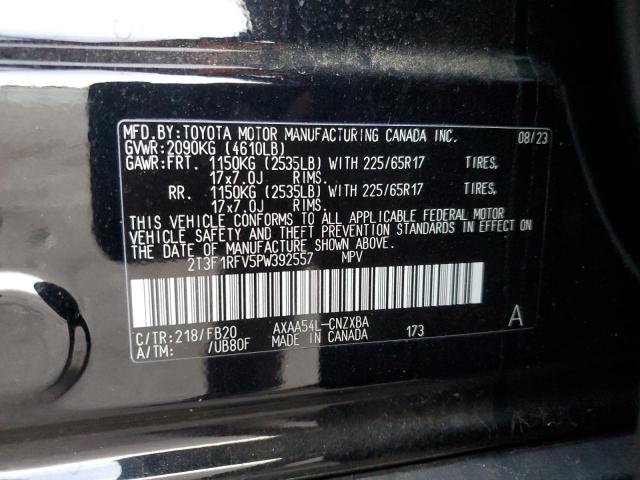 MFD.BY:TOYOTA MOTOR MANUFACTURING CANADA INC. 08/23
GVWR:2090KG (4610LB)
GAWR:FRT. 1150KG (2535LB) WITH 225/65R17 TIRES,
17x7.0J RIMS.
RR. 1150KG (2535LB) WITH 225/65R17 TIRES,
17x7.0J RIMS.
THIS VEHICLE CONFORMS TO ALL APPLICABLE FEDERAL MOTOR
VEHICLE SAFETY AND THEFT PREVENTION STANDARDS IN EFFECT ON
THE DATE OF MANUFACTURE SHOWN ABOVE.
2T3F1RFV5PW392557 MPV
C/TR:218/FB20 AXAA54L-CNZXBA 173 A
A/TM: /UB80F MADE IN CANADA